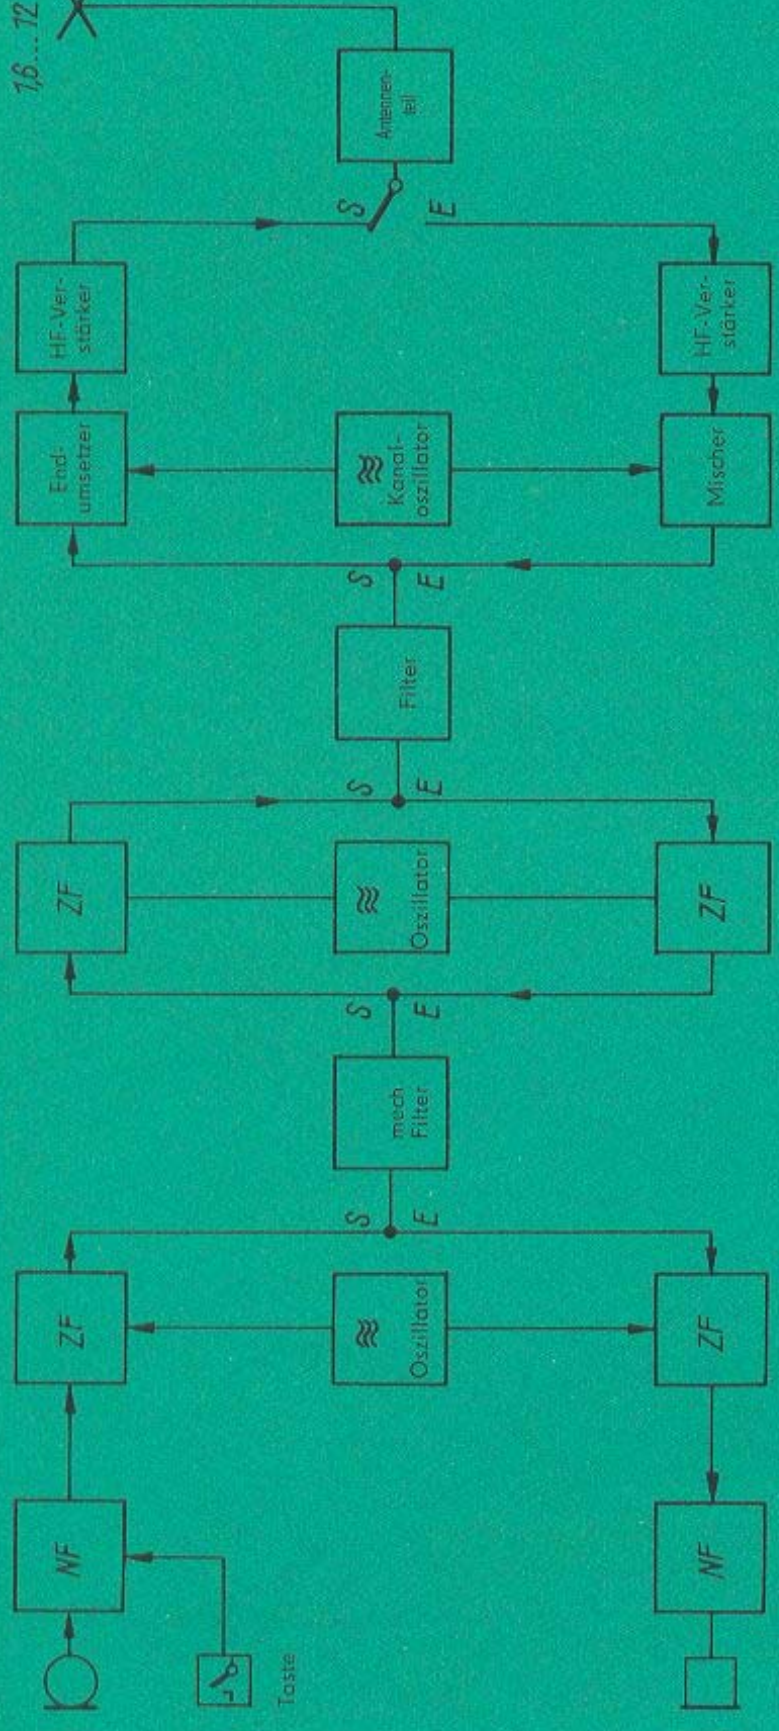 1,6....12
NF
ZF
ZF
End-
umsetzer
HF-Ver-
stärker
Taste
S
S
S
S
S
Oszillator
mech
Filter
Oszillator
Filter
Kanal-
oszillator
Antennen-
teil
E
E
E
E
E
NF
ZF
ZF
Mischer
HF-Ver-
stärker